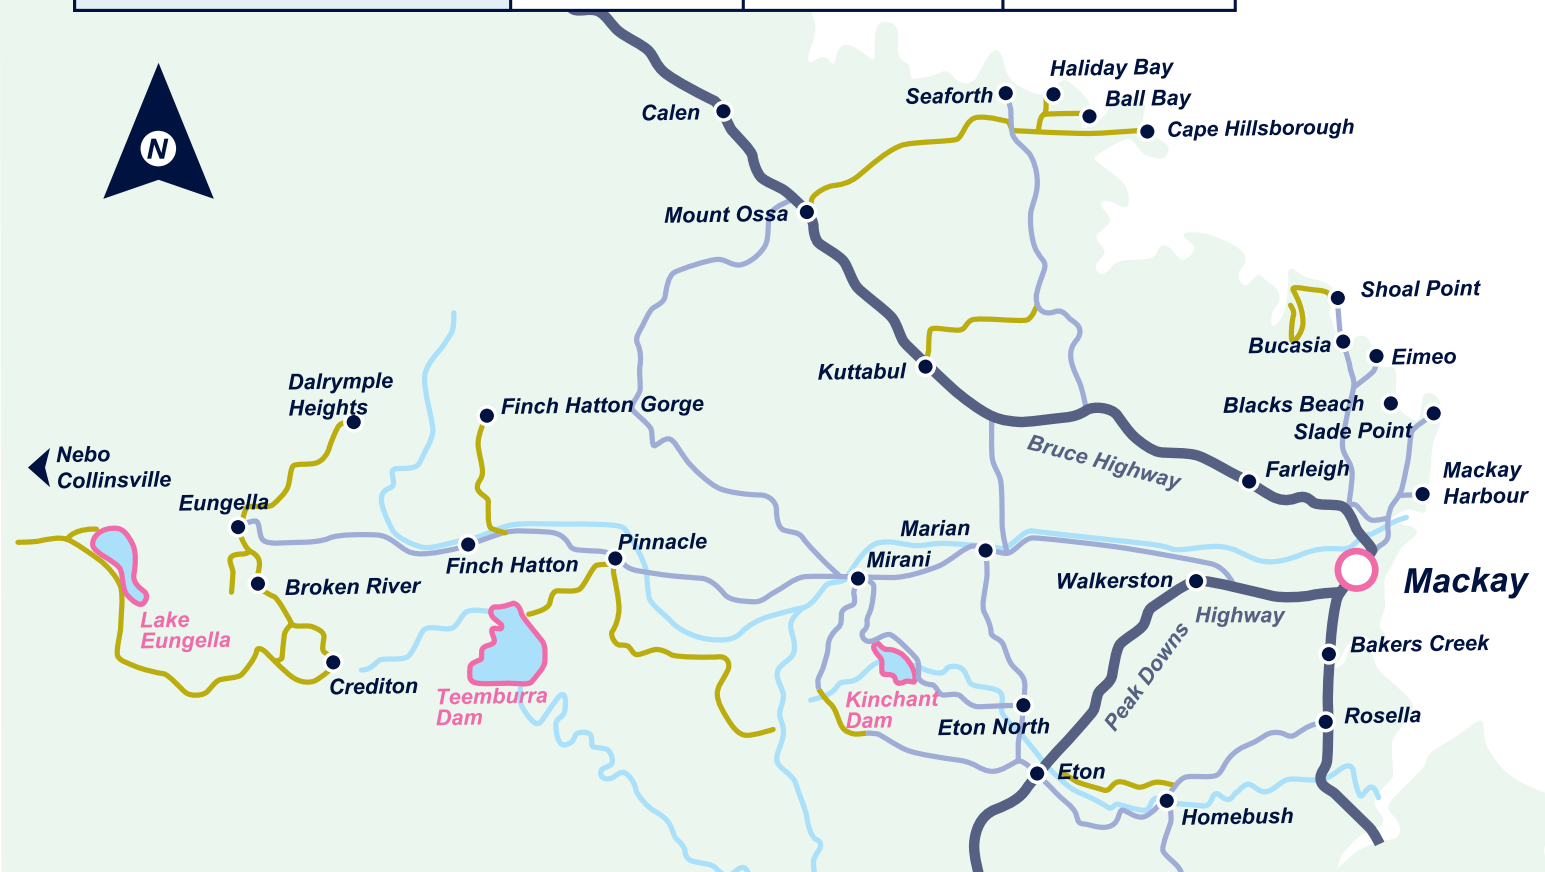 Haliday Bay
Seaforth
Ball Bay
Calen
Cape Hillsborough
N
Mount Ossa
Shoal Point
Bucasia
Eimeo
Kuttabul
Dalrymple
Heights
Finch Hatton Gorge
Blacks Beach
Slade Point
Bruce Highway
Farleigh
Nebo
Collinsville
Mackay
Harbour
Eungella
Marian
Pinnacle
Finch Hatton
Mirani
Walkerston
Mackay
Broken River
Highway
Lake
Eungella
Peak Downs
Bakers Creek
Crediton
Teemburra
Dam
Kinchant
Dam
Eton North
Rosella
Eton
Homebush